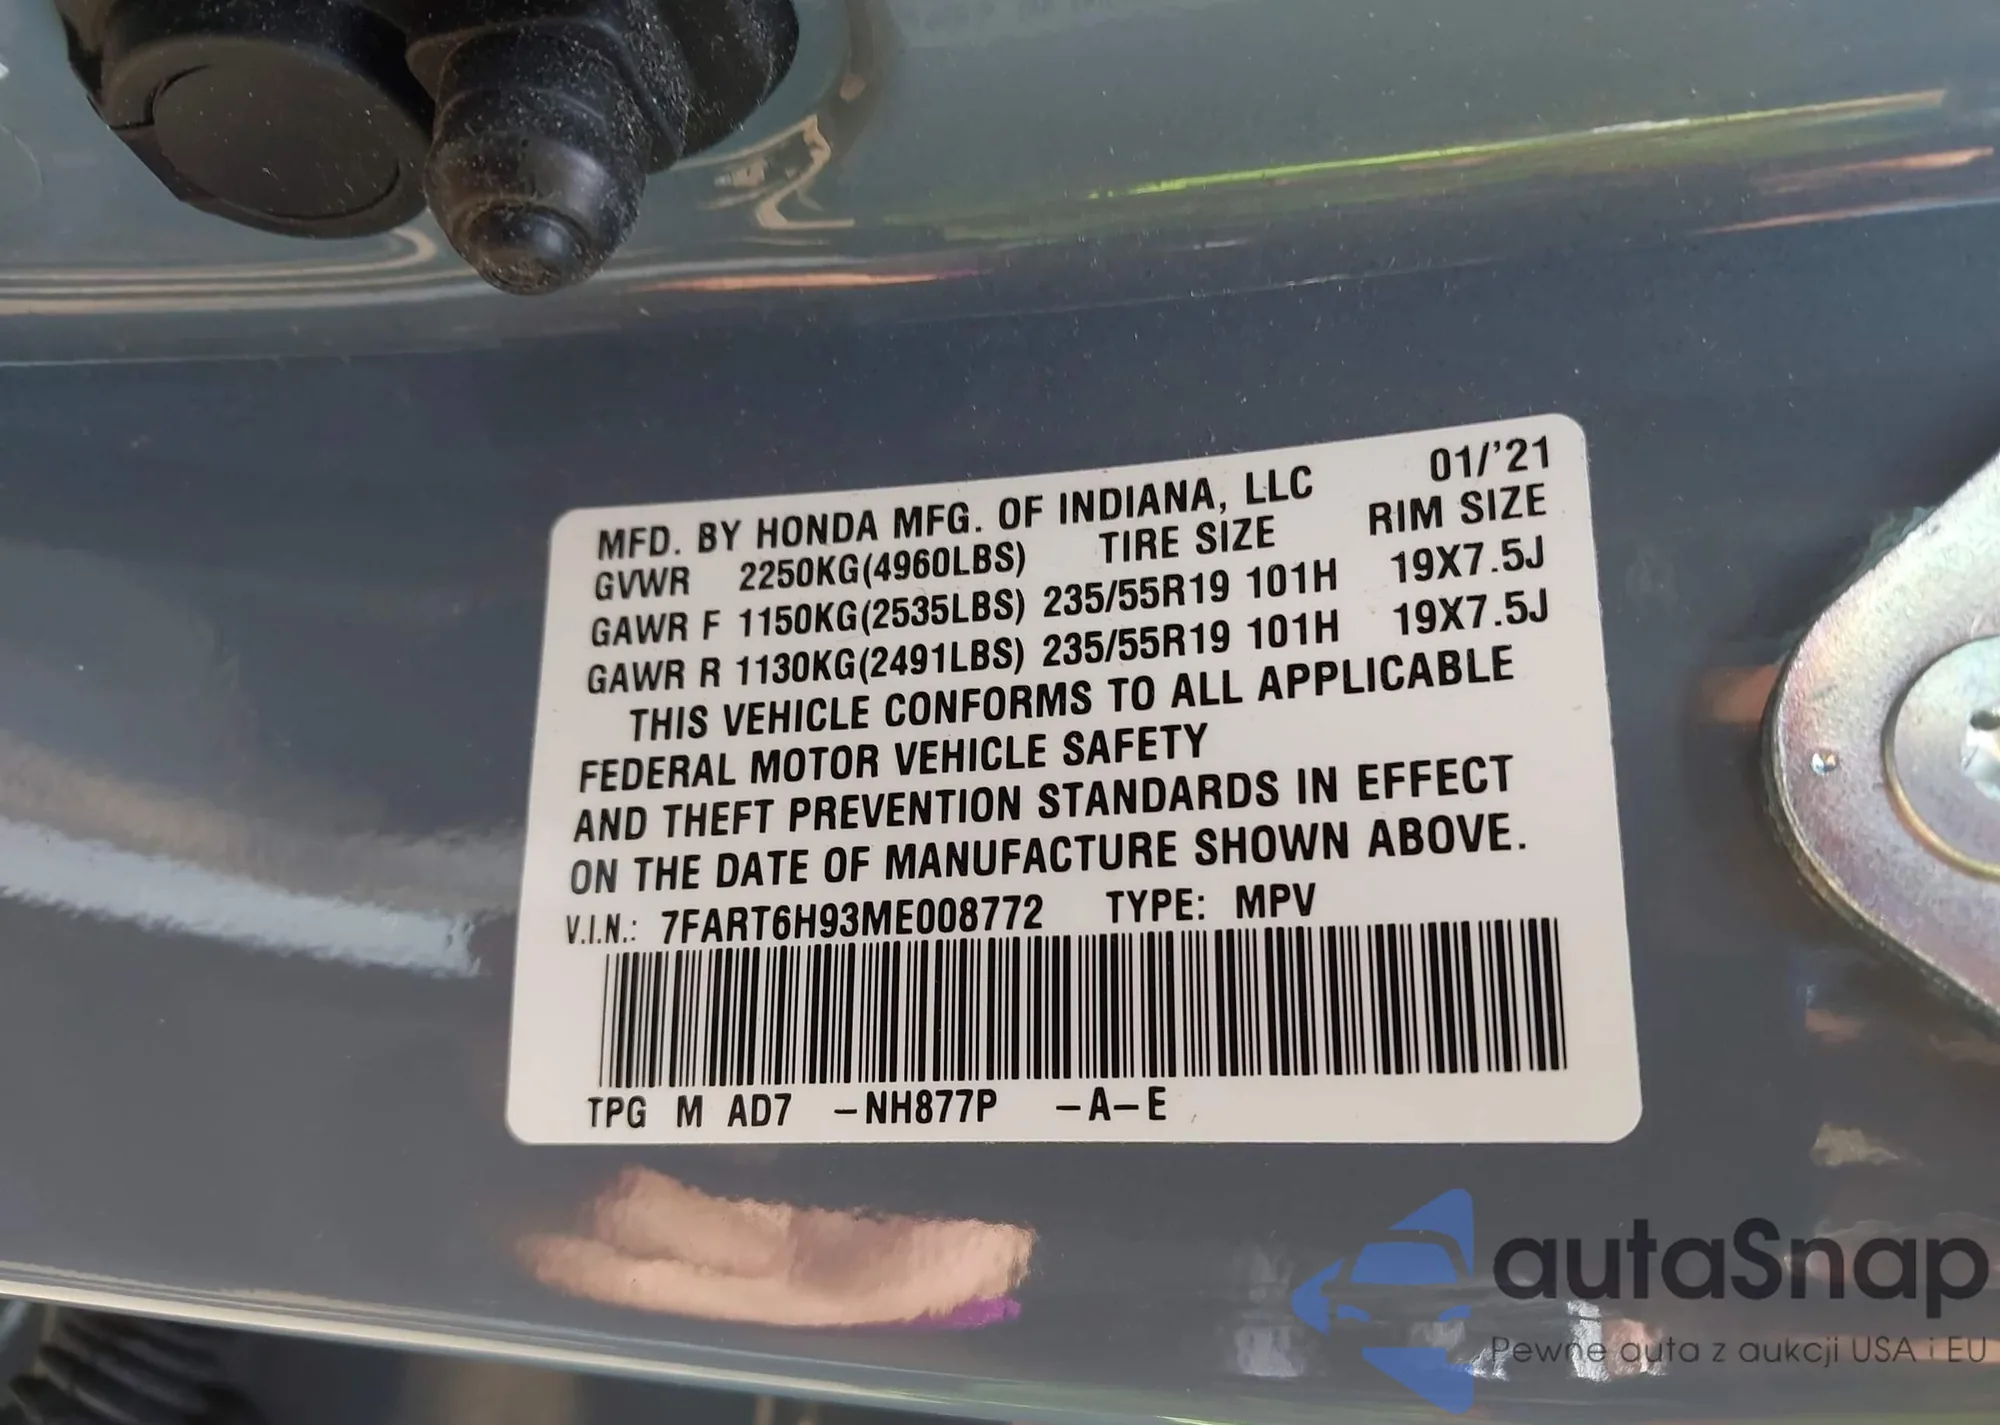 MFD. BY HONDA MFG. OF INDIANA, LLC 01/'21
GVWR 2250KG(4960LBS) TIRE SIZE RIM SIZE
GAWR F 1150KG(2535LBS) 235/55R19 101H 19X7.5J
GAWR R 1130KG(2491LBS) 235/55R19 101H 19X7.5J
THIS VEHICLE CONFORMS TO ALL APPLICABLE
FEDERAL MOTOR VEHICLE SAFETY
AND THEFT PREVENTION STANDARDS IN EFFECT
ON THE DATE OF MANUFACTURE SHOWN ABOVE.
V.I.N.: 7FART6H93ME008772 TYPE: MPV
TPG M AD7 -NH877P -A-E
autaSnap
Pewne auta z aukcji USA i EU